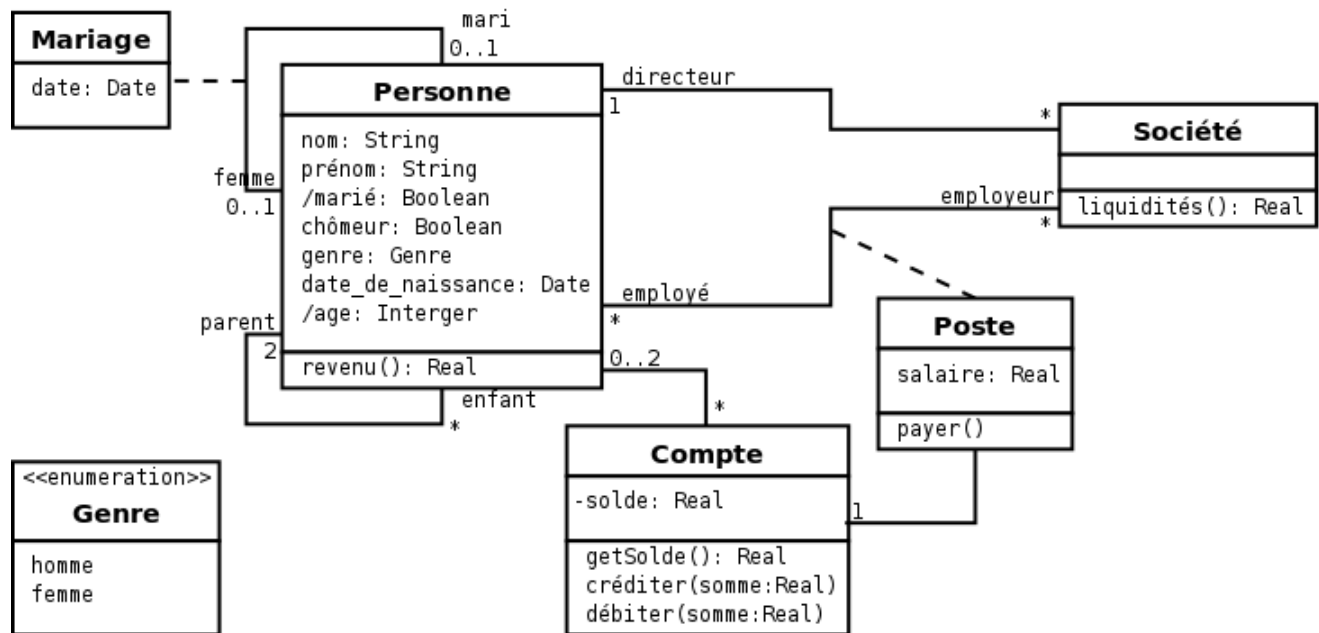 Mariage
date: Date
mari
0..1
femme
0..1
Personne
nom: String
prénom: String
/marié: Boolean
chômeur: Boolean
genre: Genre
date_de_naissance: Date
/age: Interger
revenu(): Real
directeur
1
*
Société
liquidités(): Real
employeur
*
employé
*
parent
2
enfant
*
0..2
*
Poste
salaire: Real
payer()
Compte
-solde: Real
getSolde(): Real
créditer(somme:Real)
débiter(somme:Real)
1
<<enumeration>>
Genre
homme
femme